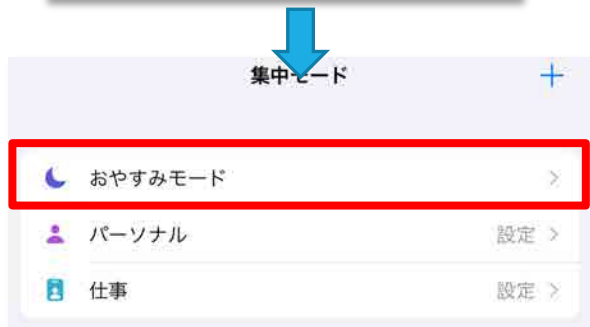 集中モード
おやすみモード
パーソナル 設定
仕事 設定